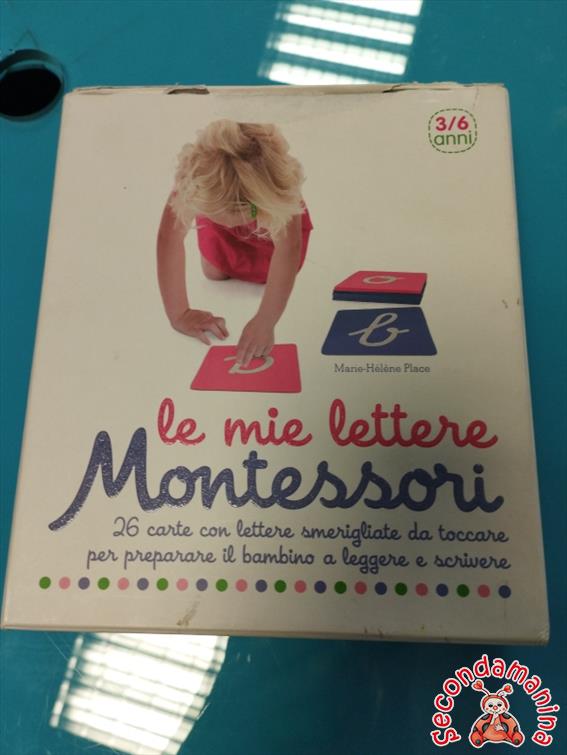 3/6
anni
b
Marie-Hélène Place
le mie lettere
Montessori
26 carte con lettere smerigliate da toccare
per preparare il bambino a leggere e scrivere
Secondamanina